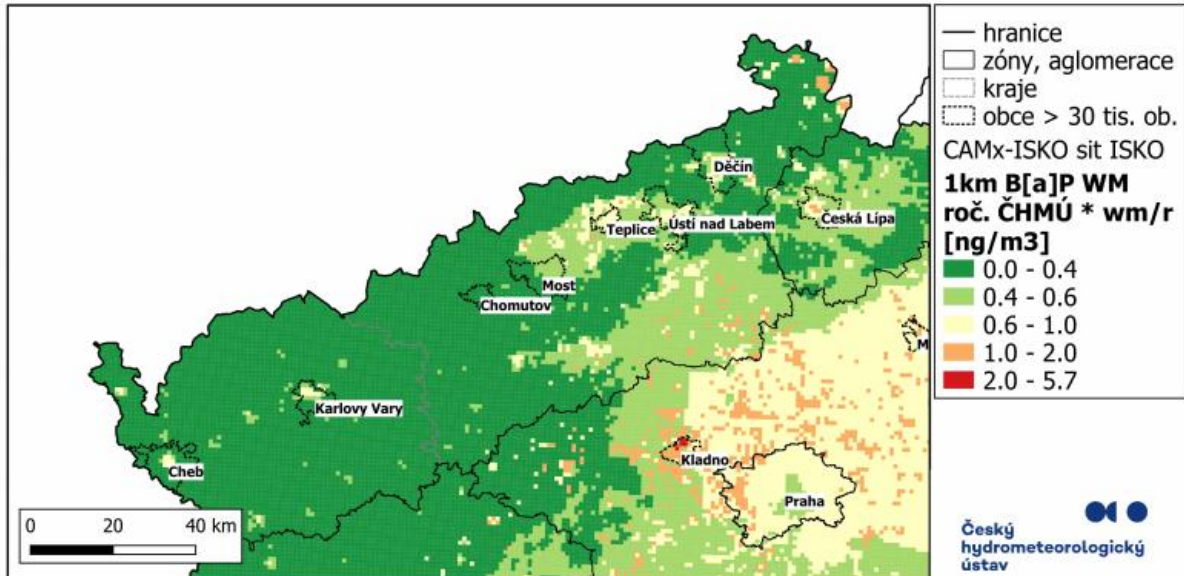 Děčín
Teplice
Ústí nad Labem
Česká Lípa
Most
Chomutov
M
Karlovy Vary
Kladno
Cheb
Praha
0 20 40 km
hranice
zóny, aglomerace
kraje
obce > 30 tis. ob.
CAMx-ISKO sit ISKO
1km B[a]P WM
roč. ČHMÚ * wm/r
[ng/m3]
0.0 - 0.4
0.4 - 0.6
0.6 - 1.0
1.0 - 2.0
2.0 - 5.7
Český
hydrometeorologický
ústav